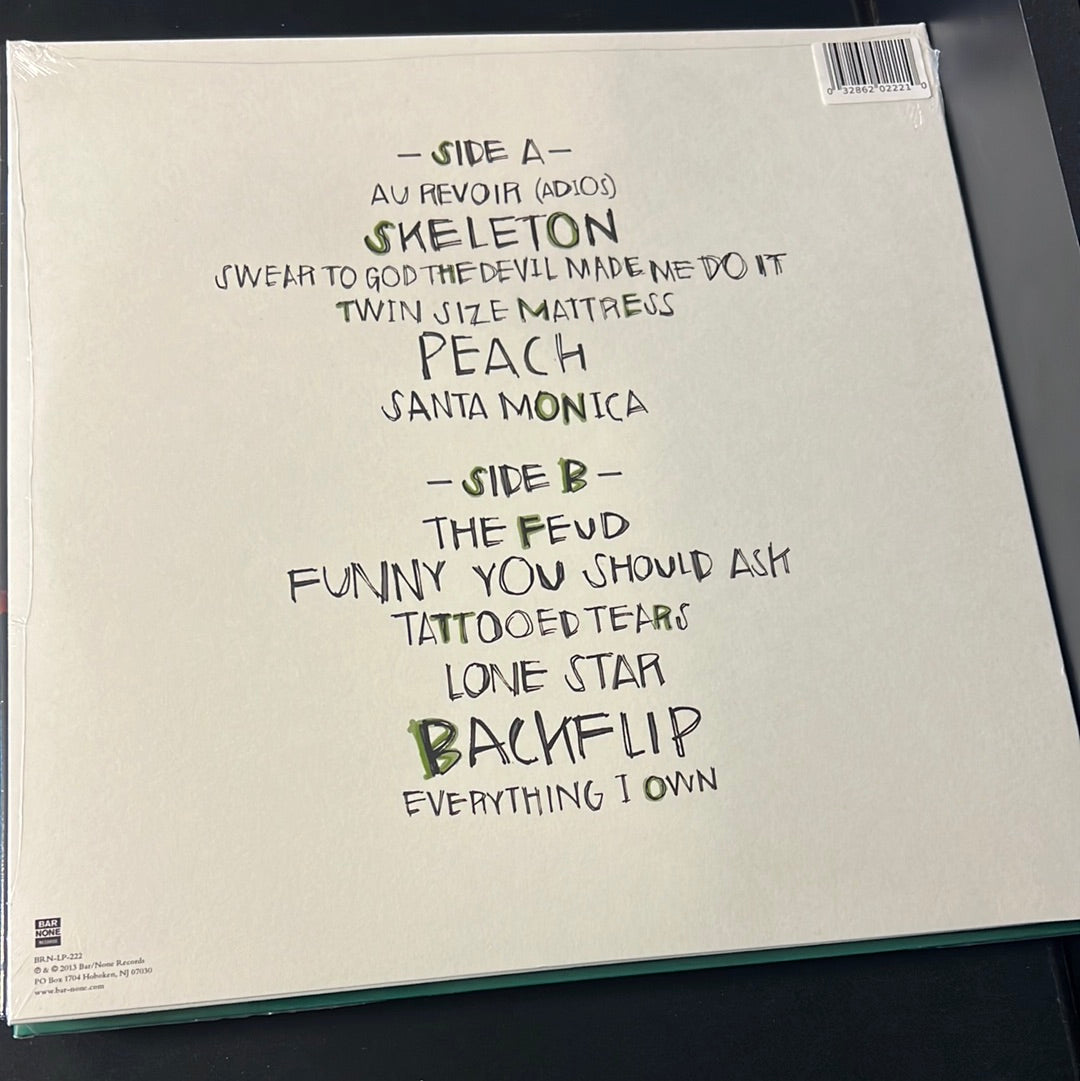 0 32862 02221 0
– SIDE A –
AU REVOIR (ADIOS)
SKELETON
SWEAR TO GOD THE DEVIL MADE ME DO IT
TWIN SIZE MATTRESS
PEACH
SANTA MONICA
– SIDE B –
THE FEUD
FUNNY YOU SHOULD ASK
TATTOOED TEARS
LONE STAR
BACKFLIP
EVERYTHING I OWN
BAR
NONE
RECORDS
BRN-LP-222
℗ & © 2013 Bar/None Records
PO Box 1704 Hoboken, NJ 07030
www.bar-none.com